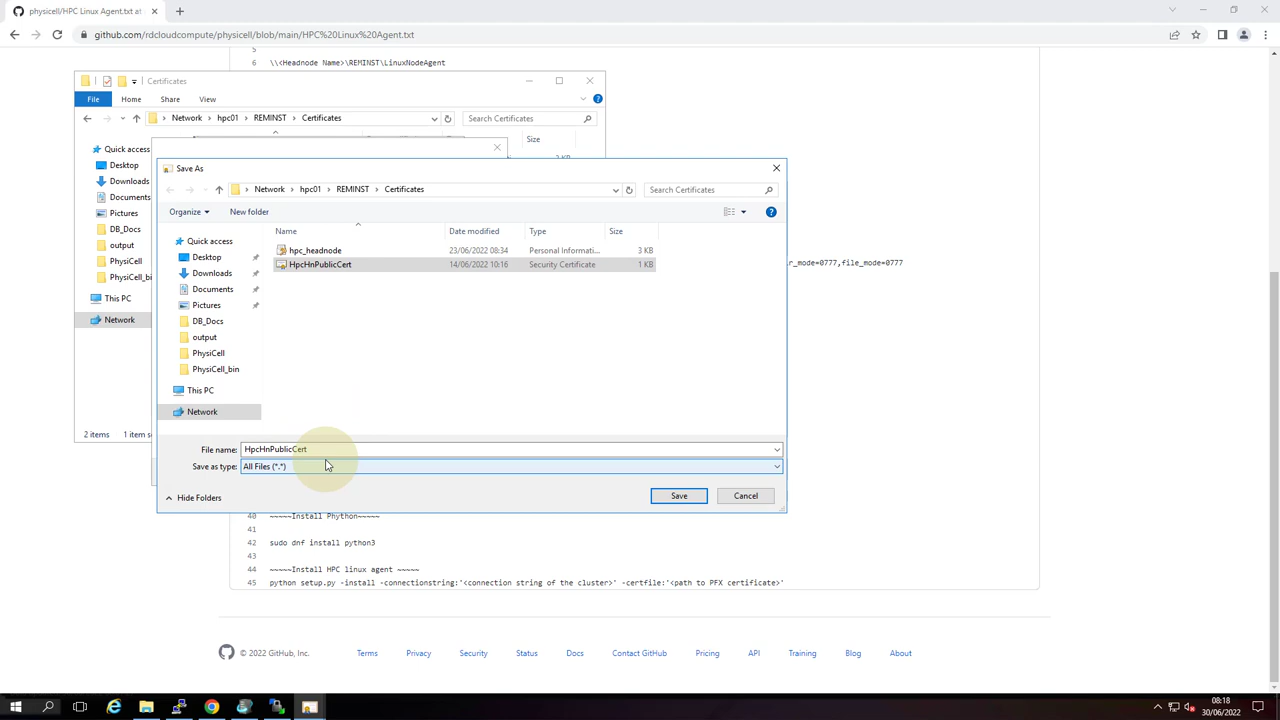 physicell/HPC Linux Agent.txt at
github.com/rdcloudcompute/physicell/blob/main/HPC%20Linux%20Agent.txt
5
6 \\<Headnode Name>\REMINST\LinuxNodeAgent
Certificates
File Home Share View
Network hpc01 REMINST Certificates Search Certificates
Size
Quick access
Desktop
Downloads
Documents
Pictures
DB_Docs
output
PhysiCell
PhysiCell_bi
This PC
Network
2 items 1 item s
Save As
Network hpc01 REMINST Certificates Search Certificates
Organize New folder
Name Date modified Type Size
hpc_headnode 23/06/2022 08:34 Personal Informati... 3 KB
HpcHnPublicCert 14/06/2022 10:16 Security Certificate 1 KB
Quick access
Desktop
Downloads
Documents
Pictures
DB_Docs
output
PhysiCell
PhysiCell_bin
This PC
Network
File name: HpcHnPublicCert
Save as type: All Files (*.*)
Hide Folders Save Cancel
r_mode=0777,file_mode=0777
40 ~~~~~Install Phython~~~~~
41
42 sudo dnf install python3
43
44 ~~~~~Install HPC linux agent ~~~~~
45 python setup.py -install -connectionstring:'<connection string of the cluster>' -certfile:'<path to PFX certificate>'
© 2022 GitHub, Inc. Terms Privacy Security Status Docs Contact GitHub Pricing API Training Blog About
08:18
30/06/2022